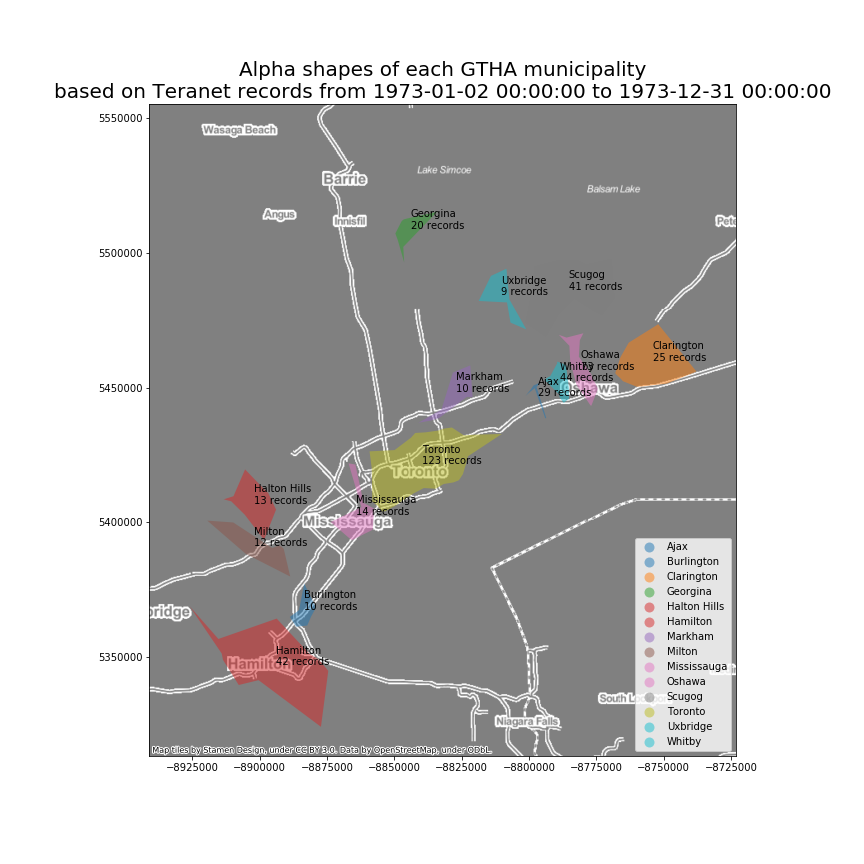 Alpha shapes of each GTHA municipality
based on Teranet records from 1973-01-02 00:00:00 to 1973-12-31 00:00:00
5550000
5500000
5450000
5400000
5350000
Wasaga Beach
Lake Simcoe
Barrie
Balsam Lake
Angus
Innisfil
Georgina
20 records
Pete
Uxbridge
9 records
Scugog
41 records
Clarington
25 records
Oshawa
73 records
Whitby
44 records
Markham
10 records
Ajax
29 records
Oshawa
Toronto
123 records
Toronto
Halton Hills
13 records
Mississauga
14 records
Mississauga
Milton
12 records
Burlington
10 records
bridge
Hamilton
42 records
Hamilton
Niagara Falls
South Lo
Ajax
Burlington
Clarington
Georgina
Halton Hills
Hamilton
Markham
Milton
Mississauga
Oshawa
Scugog
Toronto
Uxbridge
Whitby
Map tiles by Stamen Design, under CC BY 3.0. Data by OpenStreetMap, under ODbL.
−8925000 −8900000 −8875000 −8850000 −8825000 −8800000 −8775000 −8750000 −8725000